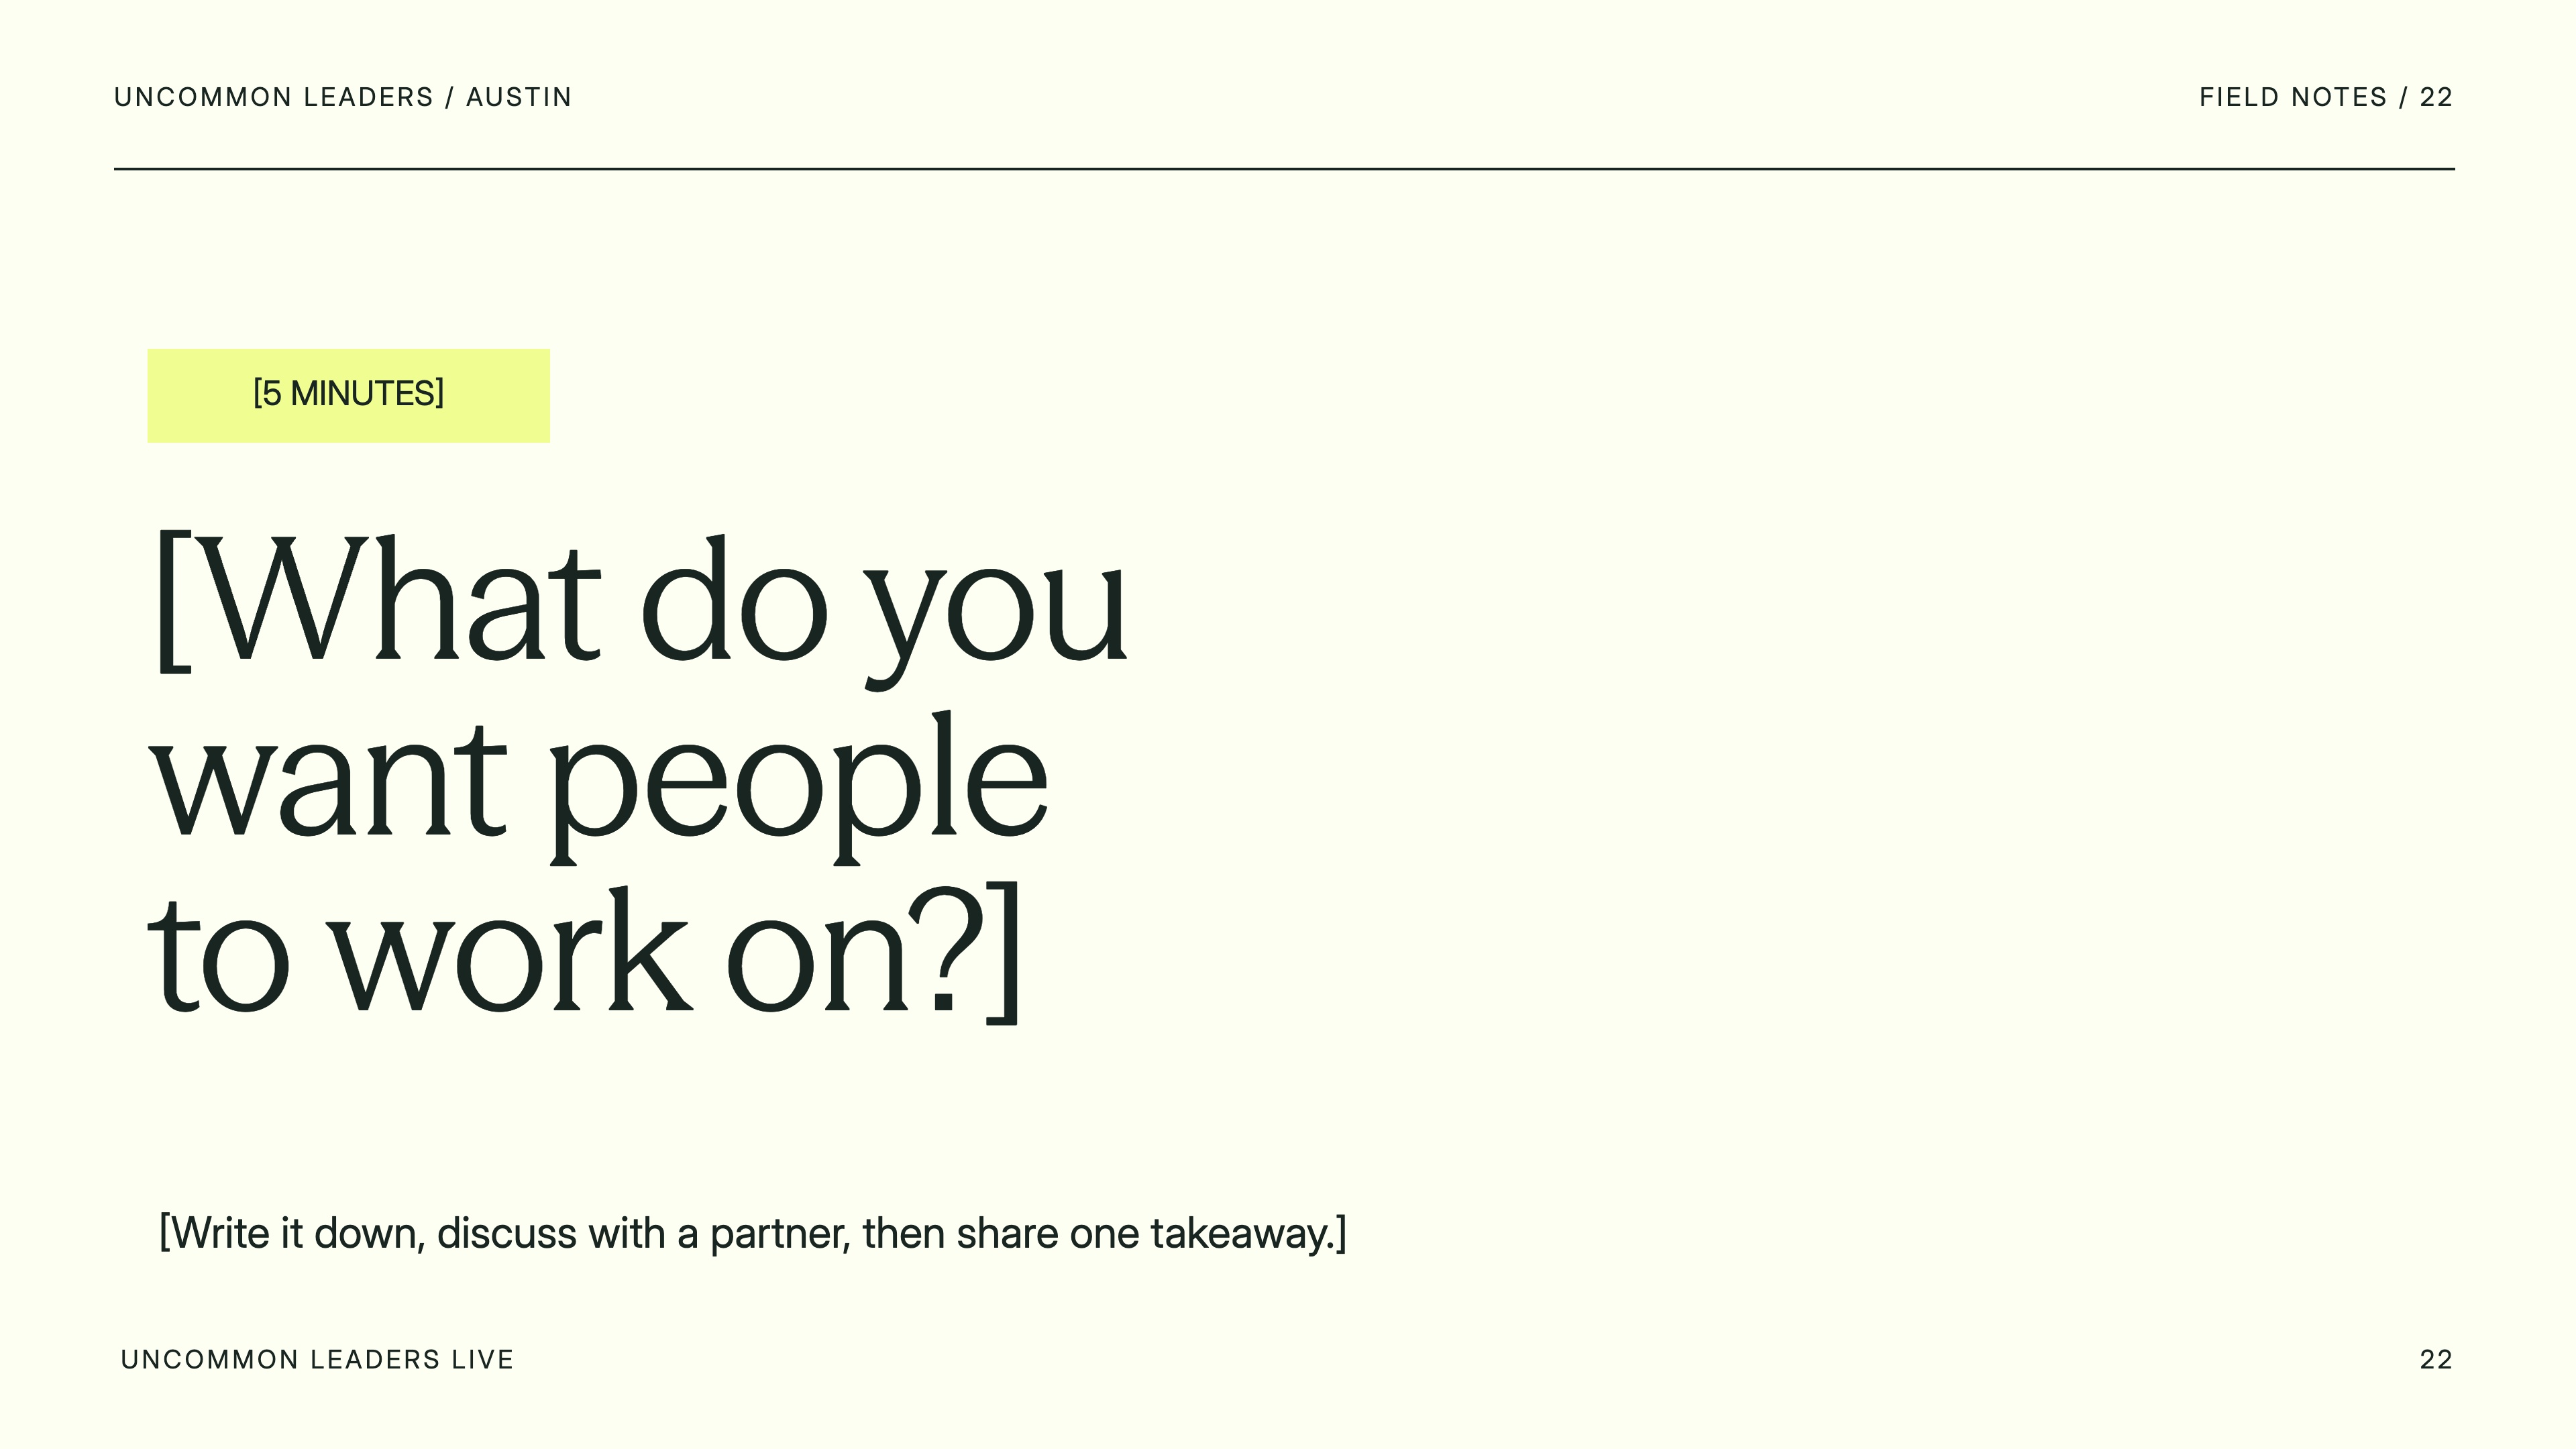 UNCOMMON LEADERS / AUSTIN
FIELD NOTES / 22
[5 MINUTES]
[What do you
want people
to work on?]
[Write it down, discuss with a partner, then share one takeaway.]
UNCOMMON LEADERS LIVE
22